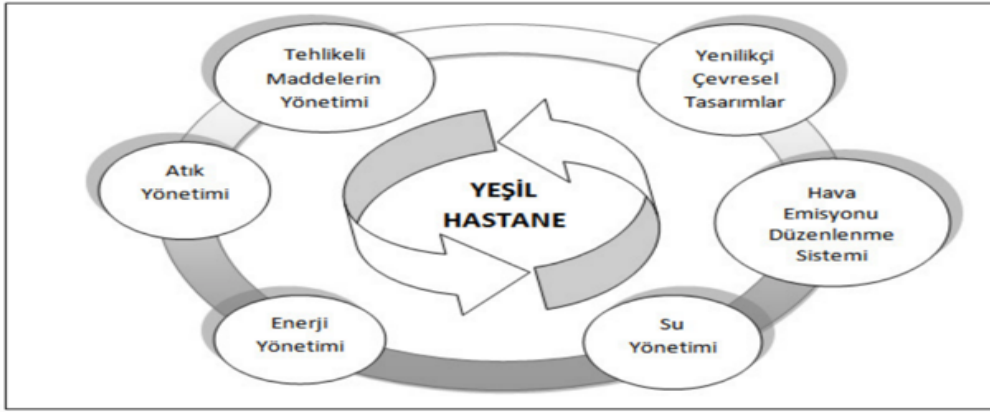 Tehlikeli
Maddelerin
Yönetimi
Yenilikçi
Çevresel
Tasarımlar
Atık
Yönetimi
YEŞİL
HASTANE
Hava
Emisyonu
Düzenlenme
Sistemi
Enerji
Yönetimi
Su
Yönetimi